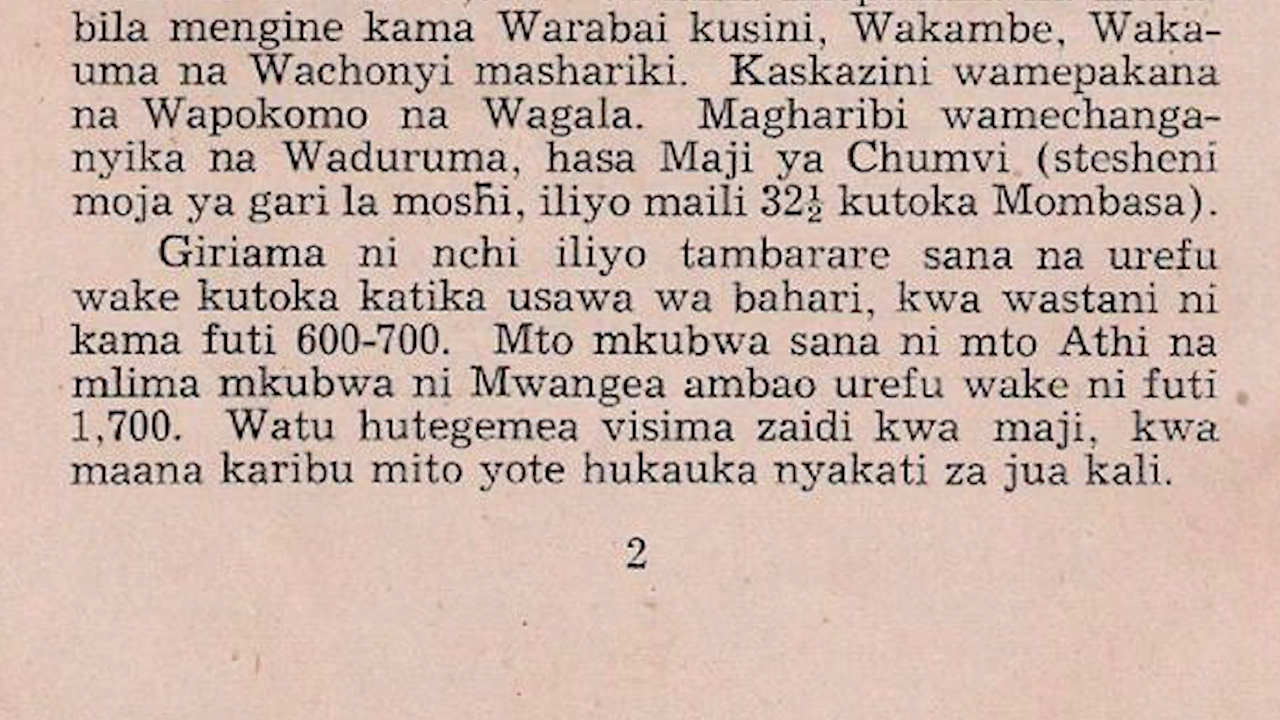 bila mengine kama Warabai kusini, Wakambe, Waka-
uma na Wachonyi mashariki. Kaskazini wamepakana
na Wapokomo na Wagala. Magharibi wamechanga-
nyika na Waduruma, hasa Maji ya Chumvi (stesheni
moja ya gari la moshi, iliyo maili 32½ kutoka Mombasa).
Giriama ni nchi iliyo tambarare sana na urefu
wake kutoka katika usawa wa bahari, kwa wastani ni
kama futi 600-700. Mto mkubwa sana ni mto Athi na
mlima mkubwa ni Mwangea ambao urefu wake ni futi
1,700. Watu hutegemea visima zaidi kwa maji, kwa
maana karibu mito yote hukauka nyakati za jua kali.
2